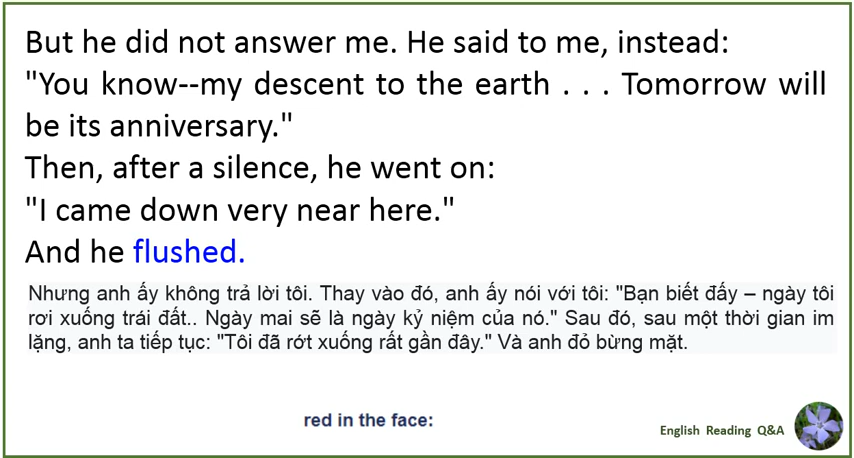 But he did not answer me. He said to me, instead:
"You know--my descent to the earth . . . Tomorrow will
be its anniversary."
Then, after a silence, he went on:
"I came down very near here."
And he flushed.
Nhưng anh ấy không trả lời tôi. Thay vào đó, anh ấy nói với tôi: "Bạn biết đấy – ngày tôi
rơi xuống trái đất.. Ngày mai sẽ là ngày kỷ niệm của nó." Sau đó, sau một thời gian im
lặng, anh ta tiếp tục: "Tôi đã rớt xuống rất gần đây." Và anh đỏ bừng mặt.
red in the face:
English Reading Q&A